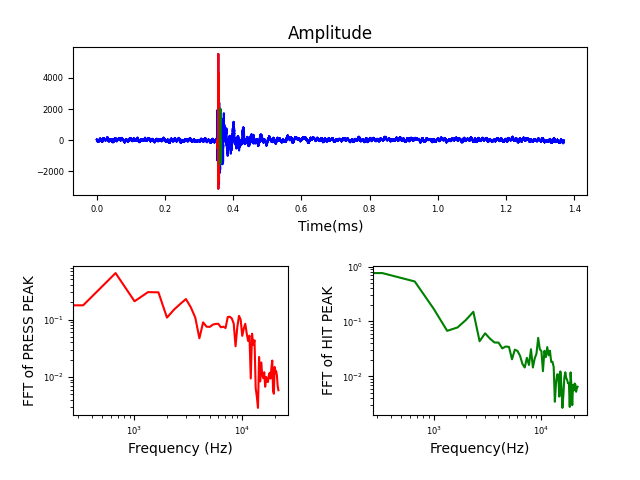 Amplitude
4000
2000
0
−2000
0.0 0.2 0.4 0.6 0.8 1.0 1.2 1.4
Time(ms)
FFT of PRESS PEAK
10⁻¹
10⁻²
10³ 10⁴
Frequency (Hz)
FFT of HIT PEAK
10⁰
10⁻¹
10⁻²
10³ 10⁴
Frequency(Hz)